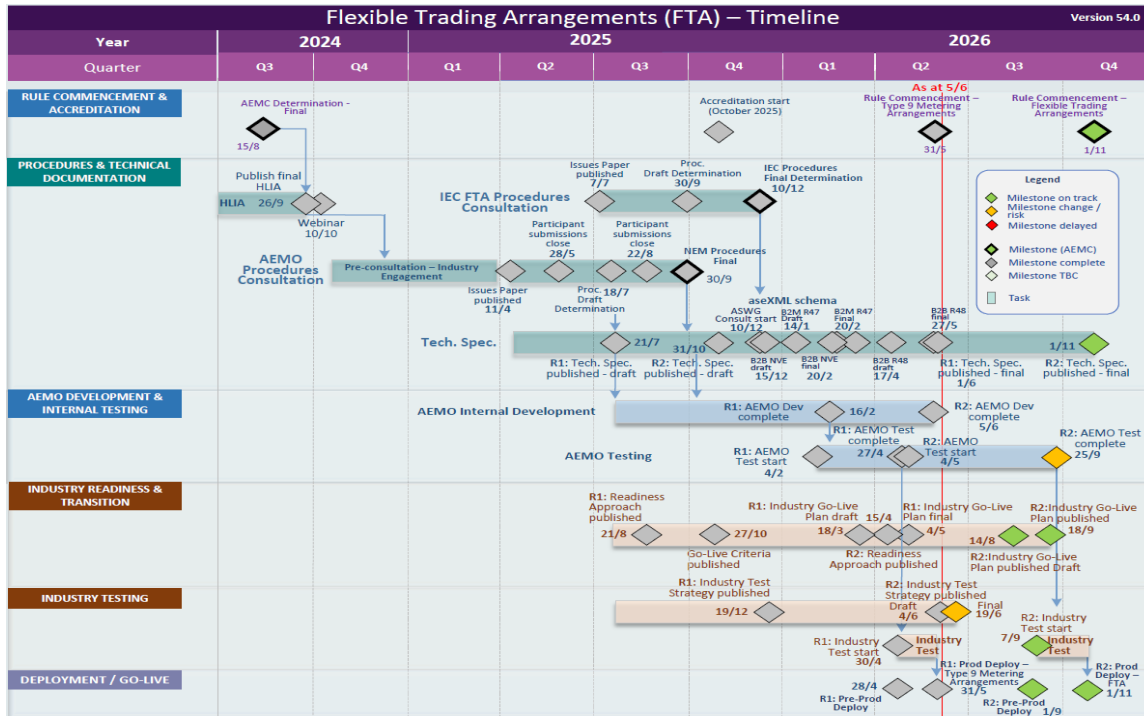 Flexible Trading Arrangements (FTA) – Timeline
Version 54.0
Year
2024
2025
2026
Quarter
Q3
Q4
Q1
Q2
Q3
Q4
Q1
Q2
Q3
Q4
As at 5/6
RULE COMMENCEMENT &
ACCREDITATION
AEMC Determination -
Final
15/8
Accreditation start
(October 2025)
Rule Commencement –
Type 9 Metering
Arrangements
31/5
Rule Commencement –
Flexible Trading
Arrangements
1/11
PROCEDURES & TECHNICAL
DOCUMENTATION
Publish final
HLIA
HLIA
26/9
Webinar
10/10
IEC FTA Procedures
Consultation
Issues Paper
published
7/7
Proc.
Draft Determination
30/9
IEC Procedures
Final Determination
10/12
AEMO
Procedures
Consultation
Pre-consultation – Industry
Engagement
Issues Paper
published
11/4
Participant
submissions
close
28/5
Proc.
Draft
Determination
18/7
Participant
submissions
close
22/8
NEM Procedures
Final
30/9
Legend
Milestone on track
Milestone change /
risk
Milestone delayed
Milestone (AEMC)
Milestone complete
Milestone TBC
Task
aseXML schema
Tech. Spec.
21/7
R1: Tech. Spec.
published - draft
31/10
R2: Tech. Spec.
published - draft
ASWG
Consult start
10/12
B2B NVE
draft
15/12
B2M R47
Draft
14/1
B2B NVE
final
20/2
B2M R47
Final
20/2
B2B R48
draft
17/4
B2B R48
final
27/5
R1: Tech. Spec.
published - final
1/6
1/11
R2: Tech. Spec.
published - final
AEMO DEVELOPMENT &
INTERNAL TESTING
AEMO Internal Development
R1: AEMO Dev
complete
16/2
R2: AEMO Dev
complete
5/6
AEMO Testing
R1: AEMO
Test start
4/2
R1: AEMO Test
complete
27/4
R2: AEMO
Test start
4/5
R2: AEMO Test
complete
25/9
INDUSTRY READINESS &
TRANSITION
R1: Readiness
Approach
published
21/8
27/10
Go-Live Criteria
published
R1: Industry Go-Live
Plan draft
18/3
15/4
R2: Readiness
Approach published
R1: Industry Go-Live
Plan final
4/5
14/8
R2:Industry Go-Live
Plan published Draft
R2:Industry Go-Live
Plan published
18/9
INDUSTRY TESTING
R1: Industry Test
Strategy published
19/12
R2: Industry Test
Strategy published
Draft
4/6
Final
19/6
R1: Industry
Test start
30/4
Industry
Test
R2: Industry
Test start
7/9
Industry
Test
DEPLOYMENT / GO-LIVE
28/4
R1: Pre-Prod
Deploy
R1: Prod Deploy –
Type 9 Metering
Arrangements
31/5
R2: Pre-Prod
Deploy
1/9
R2: Prod
Deploy –
FTA
1/11